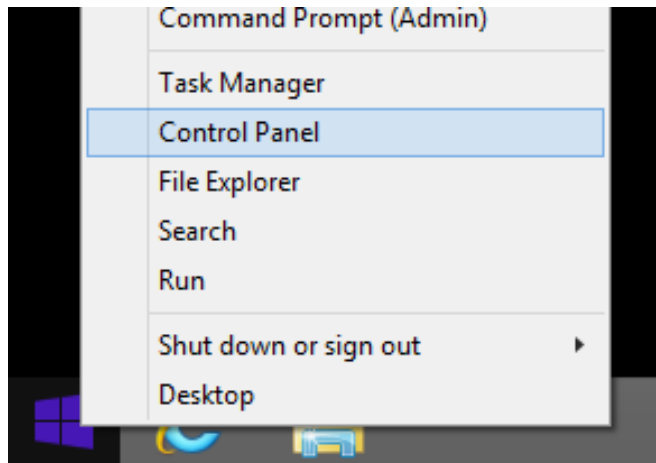 Command Prompt (Admin)
Task Manager
Control Panel
File Explorer
Search
Run
Shut down or sign out
Desktop